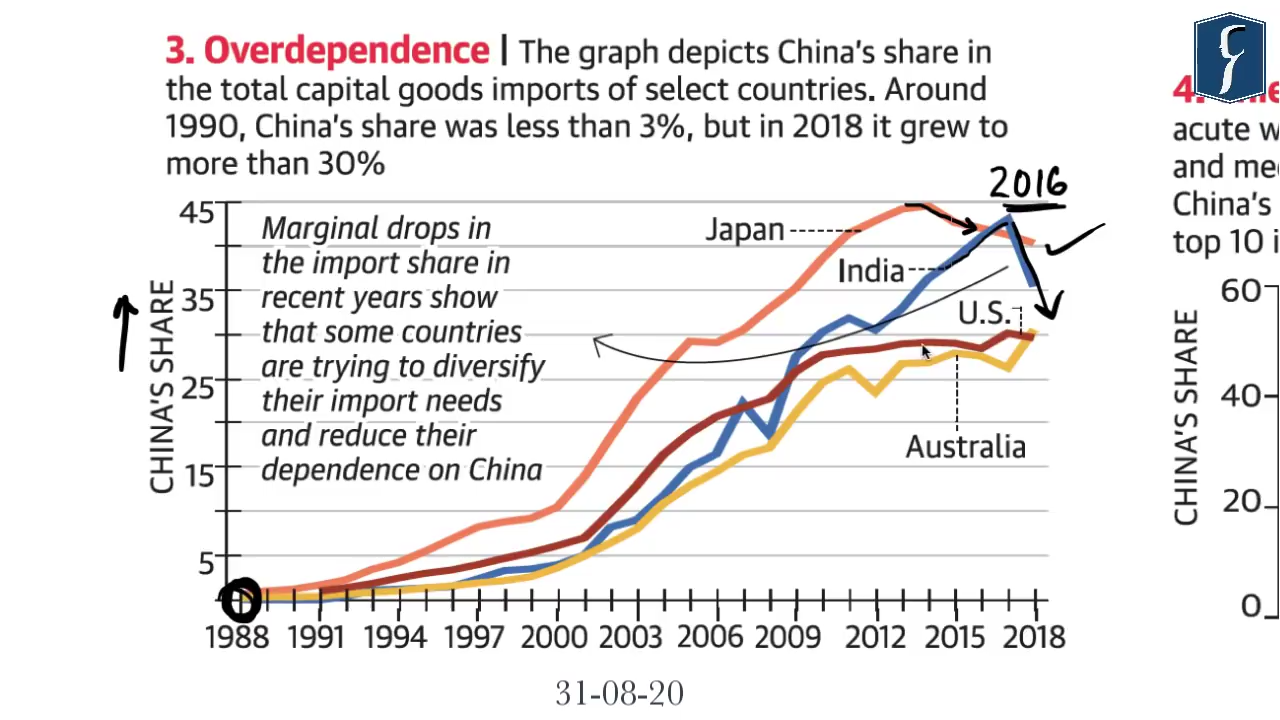 3. Overdependence | The graph depicts China's share in
the total capital goods imports of select countries. Around
1990, China's share was less than 3%, but in 2018 it grew to
more than 30%
2016
45
35
25
15
5
CHINA'S SHARE
Marginal drops in
the import share in
recent years show
that some countries
are trying to diversify
their import needs
and reduce their
dependence on China
Japan
India
U.S.
Australia
1988 1991 1994 1997 2000 2003 2006 2009 2012 2015 2018
31-08-20
4.
acute w
and me
China's
top 10 i
60
40
20
0
CHINA'S SHARE